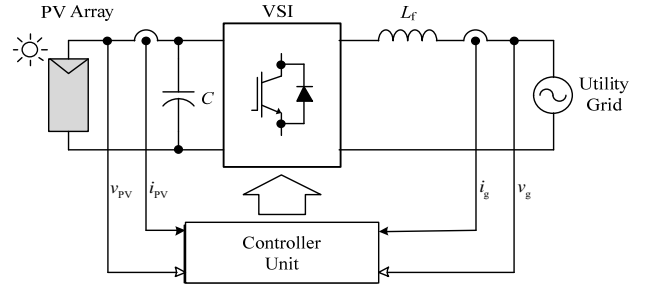 PV Array
VSI
Lf
C
Utility
Grid
vPV
iPV
ig
vg
Controller
Unit